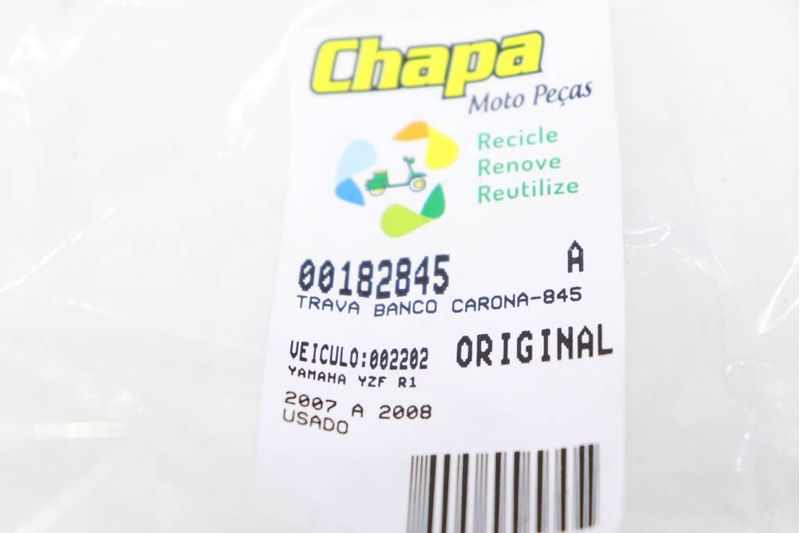 Chapa
Moto Peças
Recicle
Renove
Reutilize
00182845 A
TRAVA BANCO CARONA-845
VEICULO:002202 ORIGINAL
YAMAHA YZF R1
2007 A 2008
USADO